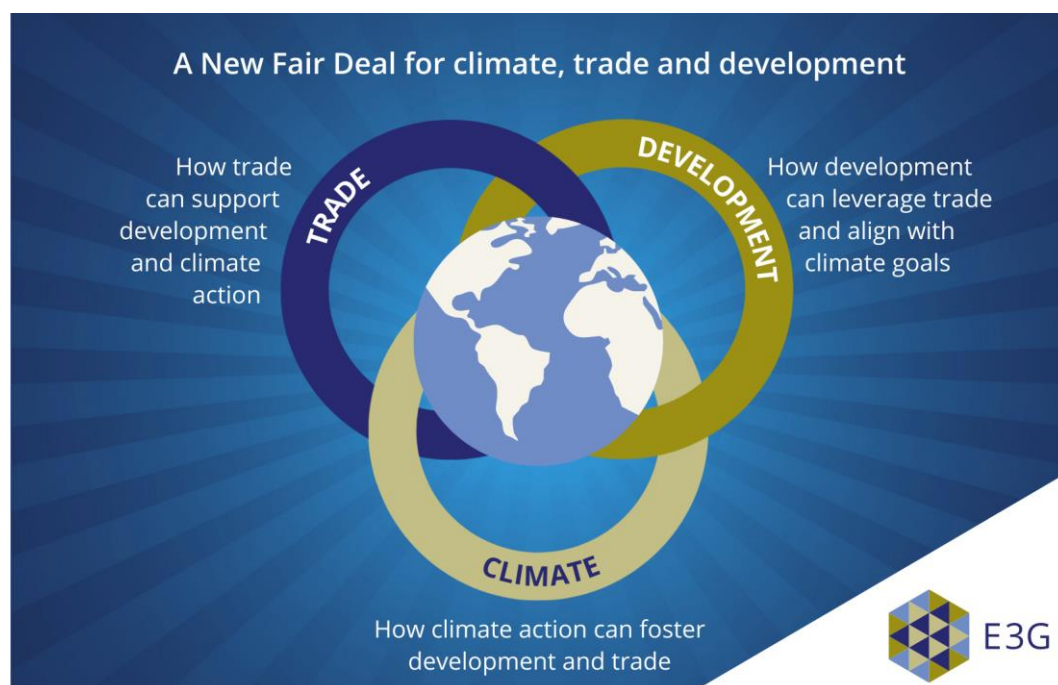 A New Fair Deal for climate, trade and development
How trade
can support
development
and climate
action
TRADE
DEVELOPMENT
How development
can leverage trade
and align with
climate goals
CLIMATE
How climate action can foster
development and trade
E3G